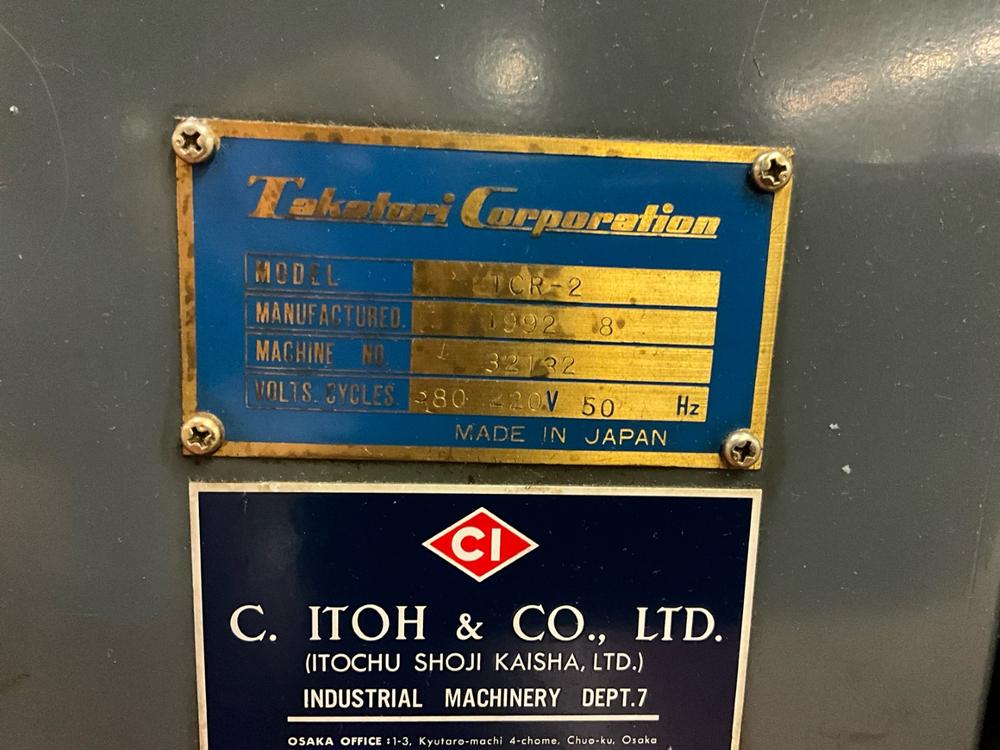 Takatori Corporation
MODEL TCR-2
MANUFACTURED. 1992 8
MACHINE NO. 32132
VOLTS. CYCLES. 380 220V 50 Hz
MADE IN JAPAN
CI
C. ITOH & CO., LTD.
(ITOCHU SHOJI KAISHA, LTD.)
INDUSTRIAL MACHINERY DEPT.7
OSAKA OFFICE :1-3, Kyutaro-machi 4-chome, Chuo-ku, Osaka